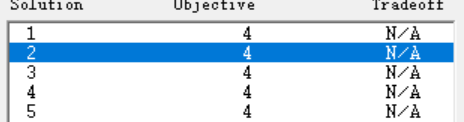 Solution Objective Tradeoff
1 4 N/A
2 4 N/A
3 4 N/A
4 4 N/A
5 4 N/A